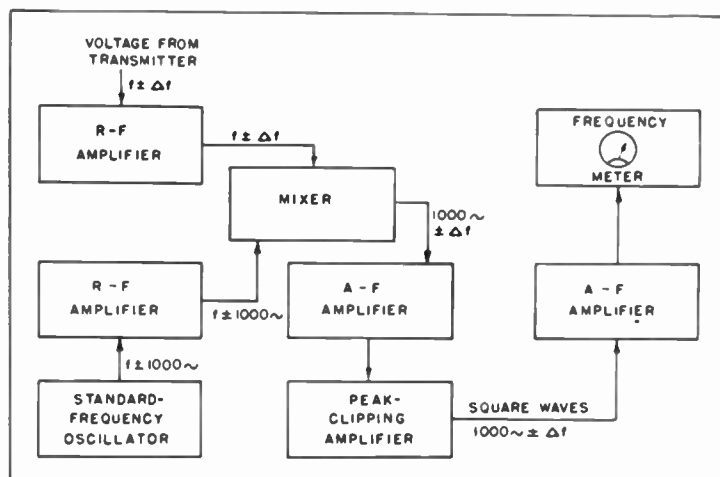 VOLTAGE FROM
TRANSMITTER
f ± Δf
R-F
AMPLIFIER
f ± Δf
MIXER
1000~
± Δf
FREQUENCY
METER
R-F
AMPLIFIER
f ± 1000~
A-F
AMPLIFIER
A-F
AMPLIFIER
f ± 1000~
STANDARD-
FREQUENCY
OSCILLATOR
PEAK-
CLIPPING
AMPLIFIER
SQUARE WAVES
1000~ ± Δf